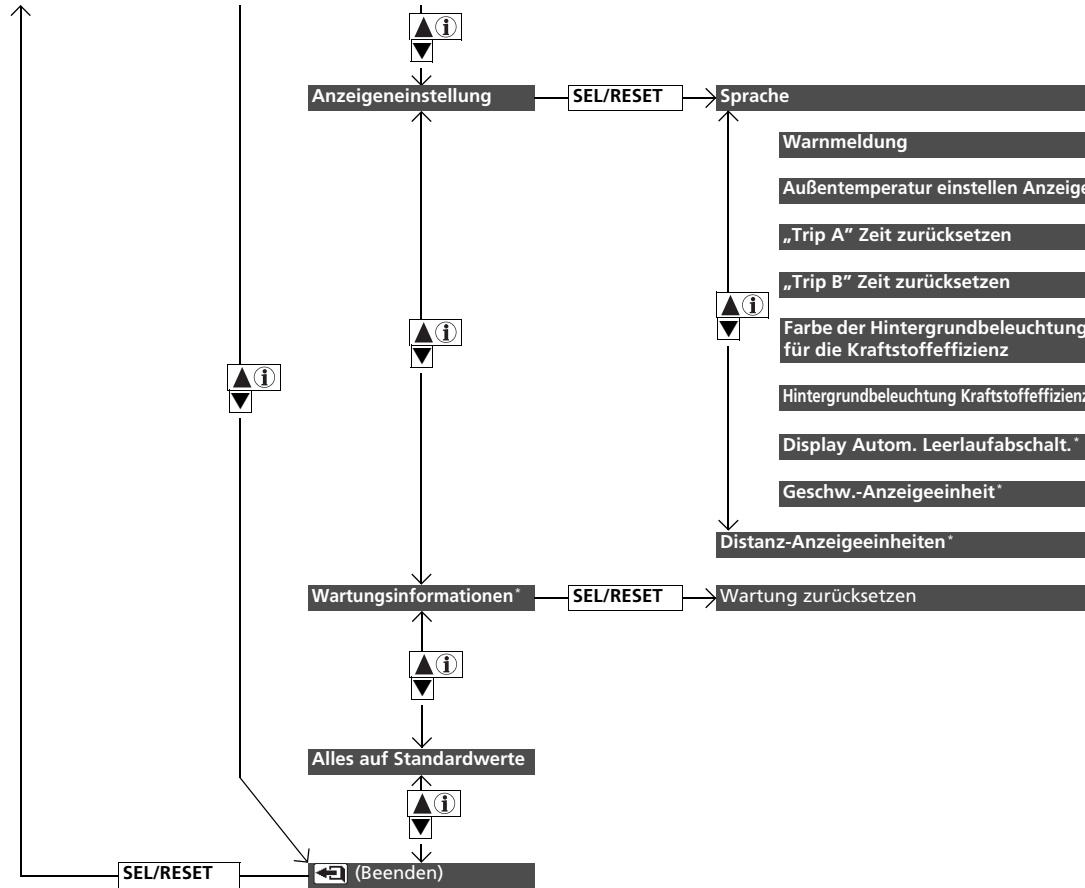 Anzeigeneinstellung
SEL/RESET
Sprache
Warnmeldung
Außentemperatur einstellen Anzeige
„Trip A” Zeit zurücksetzen
„Trip B” Zeit zurücksetzen
Farbe der Hintergrundbeleuchtung
für die Kraftstoffeffizienz
Hintergrundbeleuchtung Kraftstoffeffizienz
Display Autom. Leerlaufabschalt.*
Geschw.-Anzeigeeinheit*
Distanz-Anzeigeeinheiten*
Wartungsinformationen*
SEL/RESET
Wartung zurücksetzen
Alles auf Standardwerte
SEL/RESET
(Beenden)